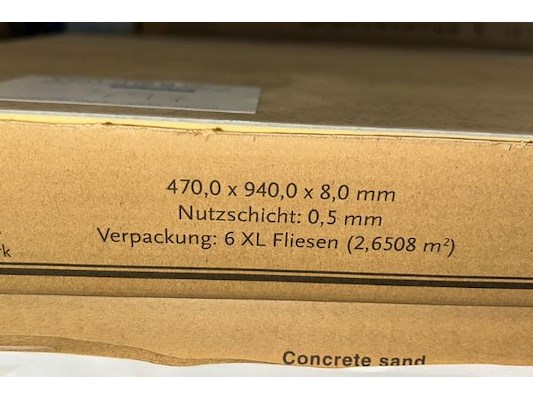 470,0 x 940,0 x 8,0 mm
Nutzschicht: 0,5 mm
Verpackung: 6 XL Fliesen (2,6508 m²)
Concrete sand